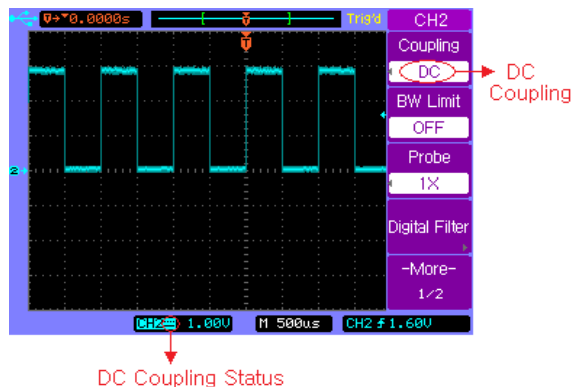 T→▼0.0000s
T
Trig'd
CH2
T
Coupling
DC
DC
Coupling
BW Limit
OFF
Probe
1X
2
Digital Filter
-More-
1/2
CH2 1.00V
M 500us
CH2 1.60V
DC Coupling Status